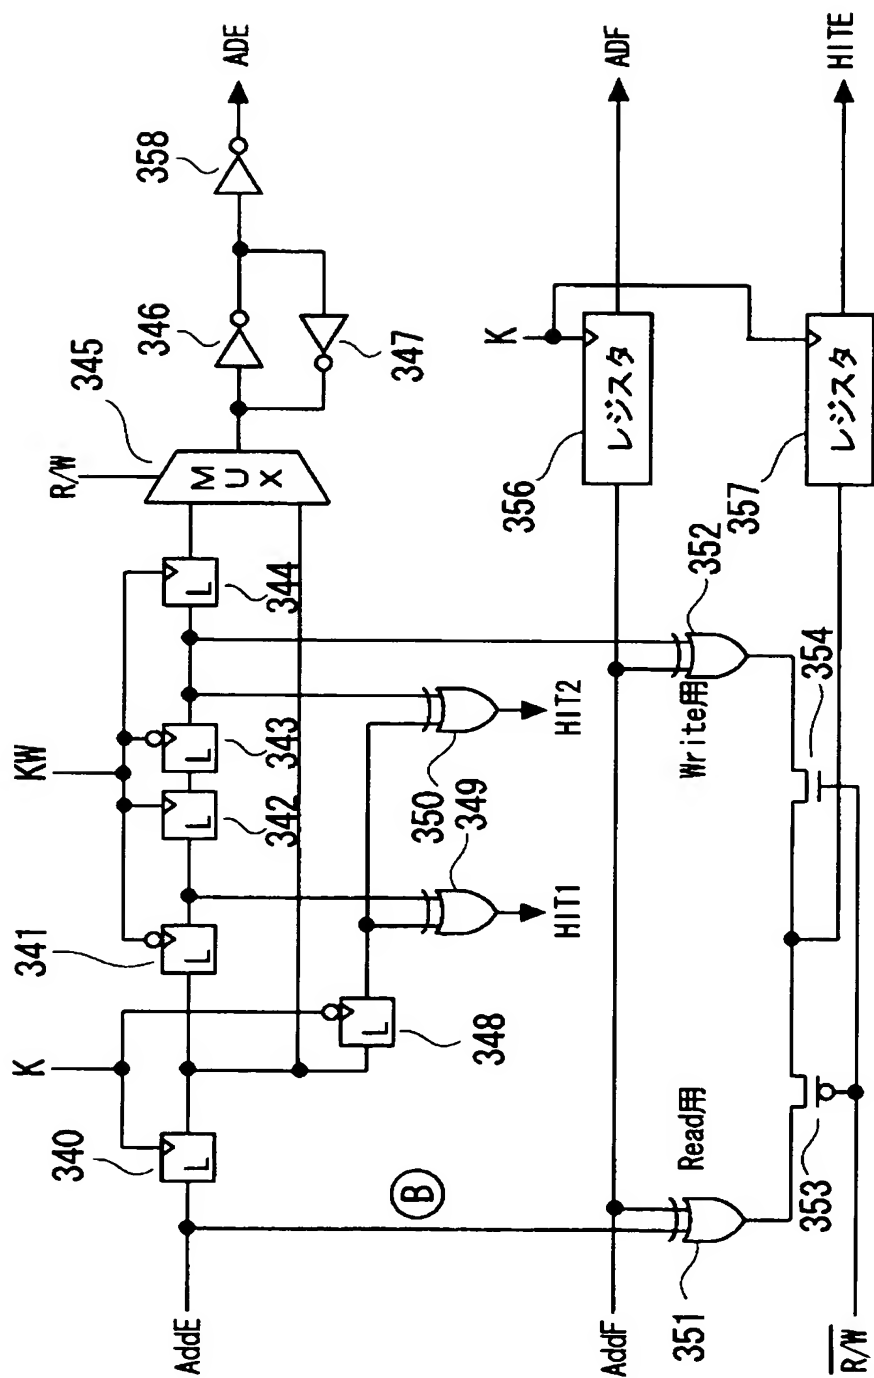 AddE
340
K
341
KW
342
343
344
R/W
345
346
347
358
ADE
L
L
L
L
L
MUX
B
L
348
HIT1
349
350
HIT2
AddF
351
Read用
Write用
352
356
K
レジスタ
ADF
R/W
353
354
357
レジスタ
HITE